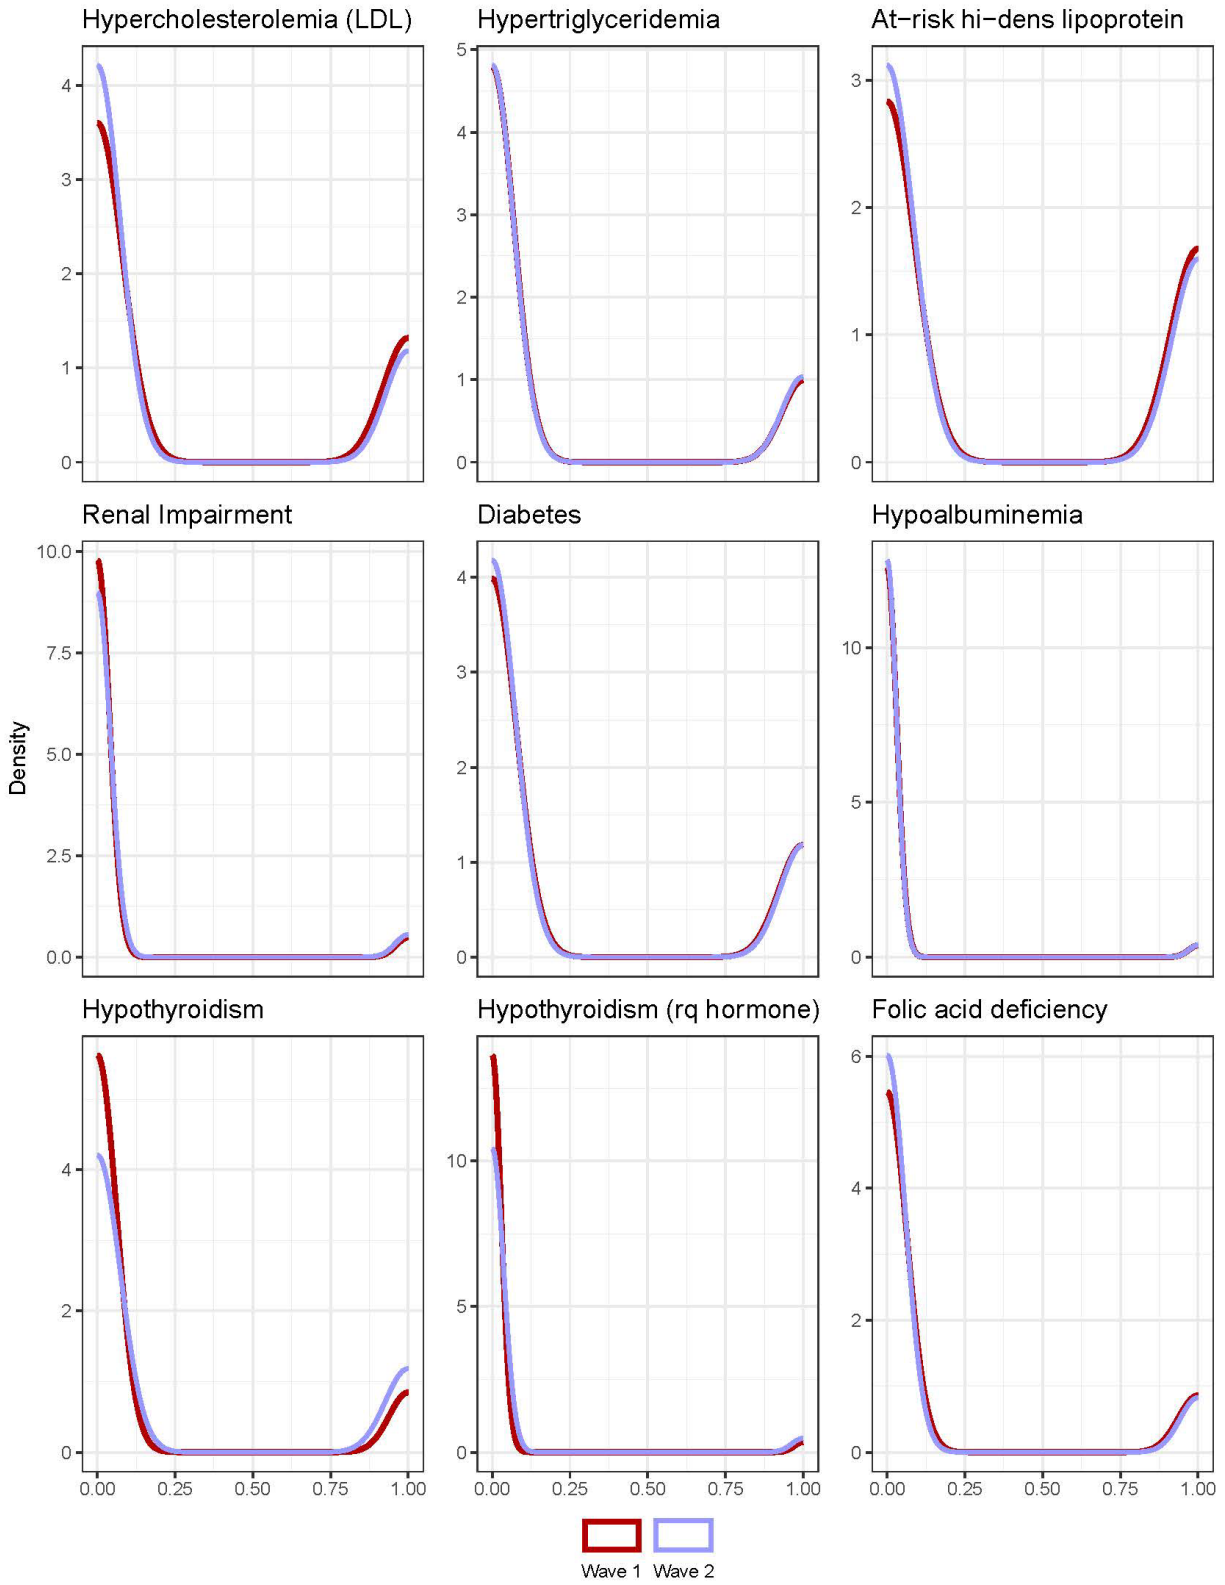 Hypercholesterolemia (LDL)
Hypertriglyceridemia
At-risk hi-dens lipoprotein
4
3
2
1
0
5
4
3
2
1
0
3
2
1
0
Renal Impairment
Diabetes
Hypoalbuminemia
Density
10.0
7.5
5.0
2.5
0.0
4
3
2
1
0
10
5
0
Hypothyroidism
Hypothyroidism (rq hormone)
Folic acid deficiency
4
2
0
10
5
0
6
4
2
0
0.00 0.25 0.50 0.75 1.00
0.00 0.25 0.50 0.75 1.00
0.00 0.25 0.50 0.75 1.00
Wave 1 Wave 2